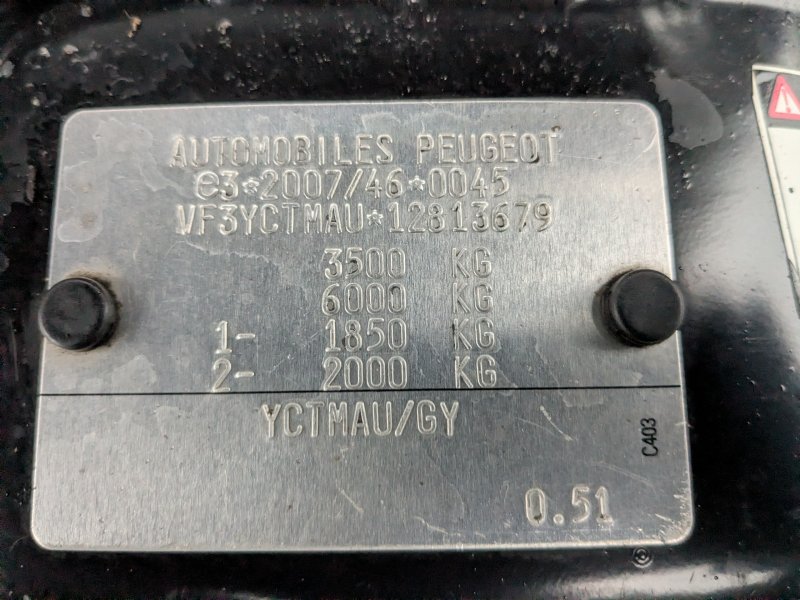 AUTOMOBILES PEUGEOT
e3*2007/46*0045
VF3YCTMAU*12813679
3500 KG
6000 KG
1- 1850 KG
2- 2000 KG
YCTMAU/GY
C403
0.51